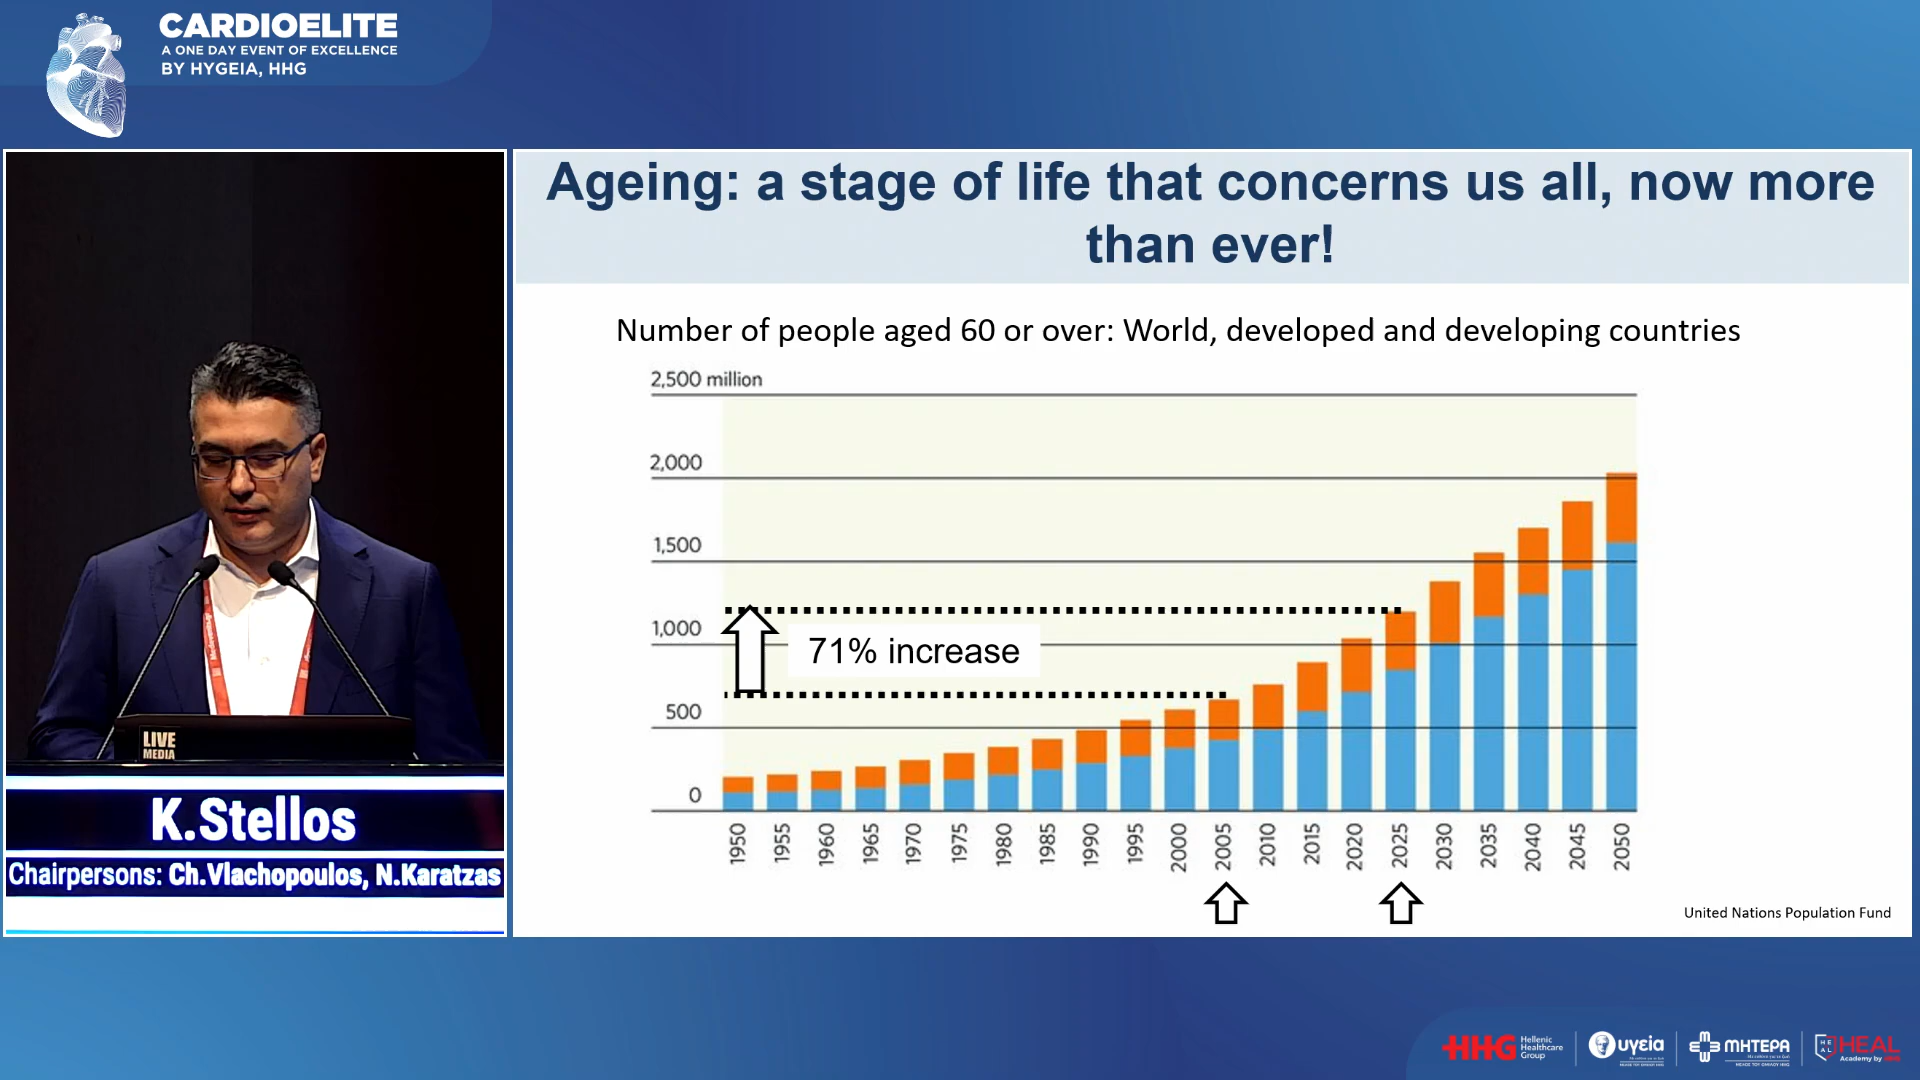 CARDIOELITE
A ONE DAY EVENT OF EXCELLENCE
BY HYGEIA, HHG
Ageing: a stage of life that concerns us all, now more
than ever!
Number of people aged 60 or over: World, developed and developing countries
2,500 million
2,000
1,500
1,000
71% increase
500
0
1950 1955 1960 1965 1970 1975 1980 1985 1990 1995 2000 2005 2010 2015 2020 2025 2030 2035 2040 2045 2050
United Nations Population Fund
LIVE
MEDIA
K.Stellos
Chairpersons: Ch.Vlachopoulos, N.Karatzas
HHG Hellenic
Healthcare
Group
υγεία
ΜΗΤΕΡΑ
HEAL
Academy by